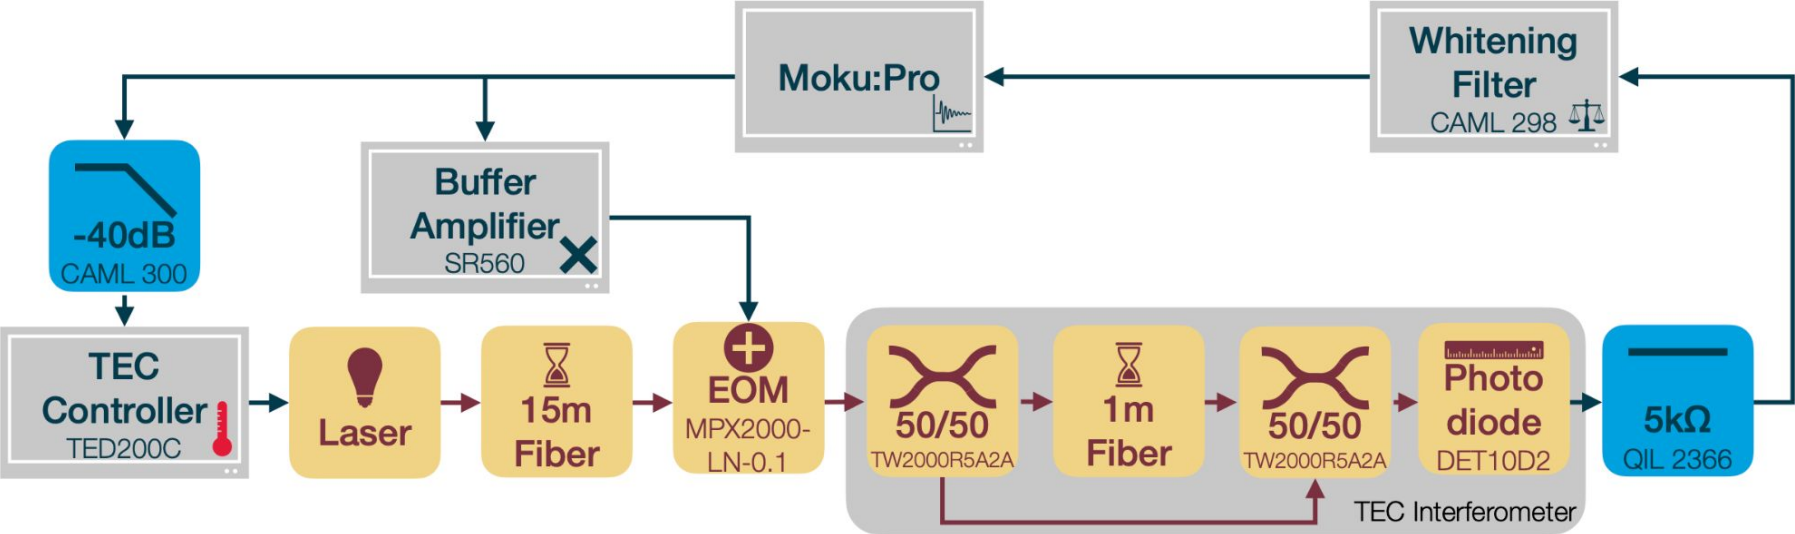 Moku:Pro
Whitening
Filter
CAML 298
-40dB
CAML 300
Buffer
Amplifier
SR560
TEC
Controller
TED200C
Laser
15m
Fiber
EOM
MPX2000-
LN-0.1
50/50
TW2000R5A2A
1m
Fiber
50/50
TW2000R5A2A
Photo
diode
DET10D2
5kΩ
QIL 2366
TEC Interferometer